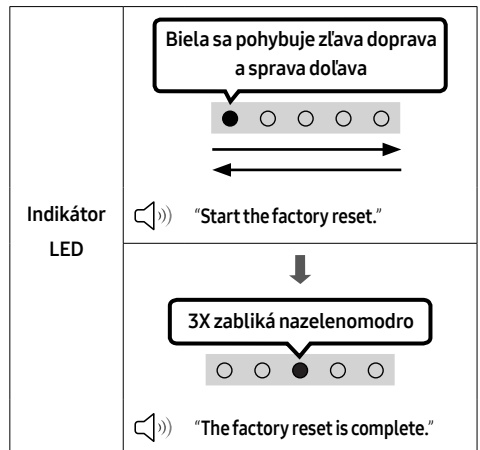 Biela sa pohybuje zľava doprava
a sprava doľava
Indikátor
LED
“Start the factory reset.”
3X zabliká nazelenomodro
“The factory reset is complete.”